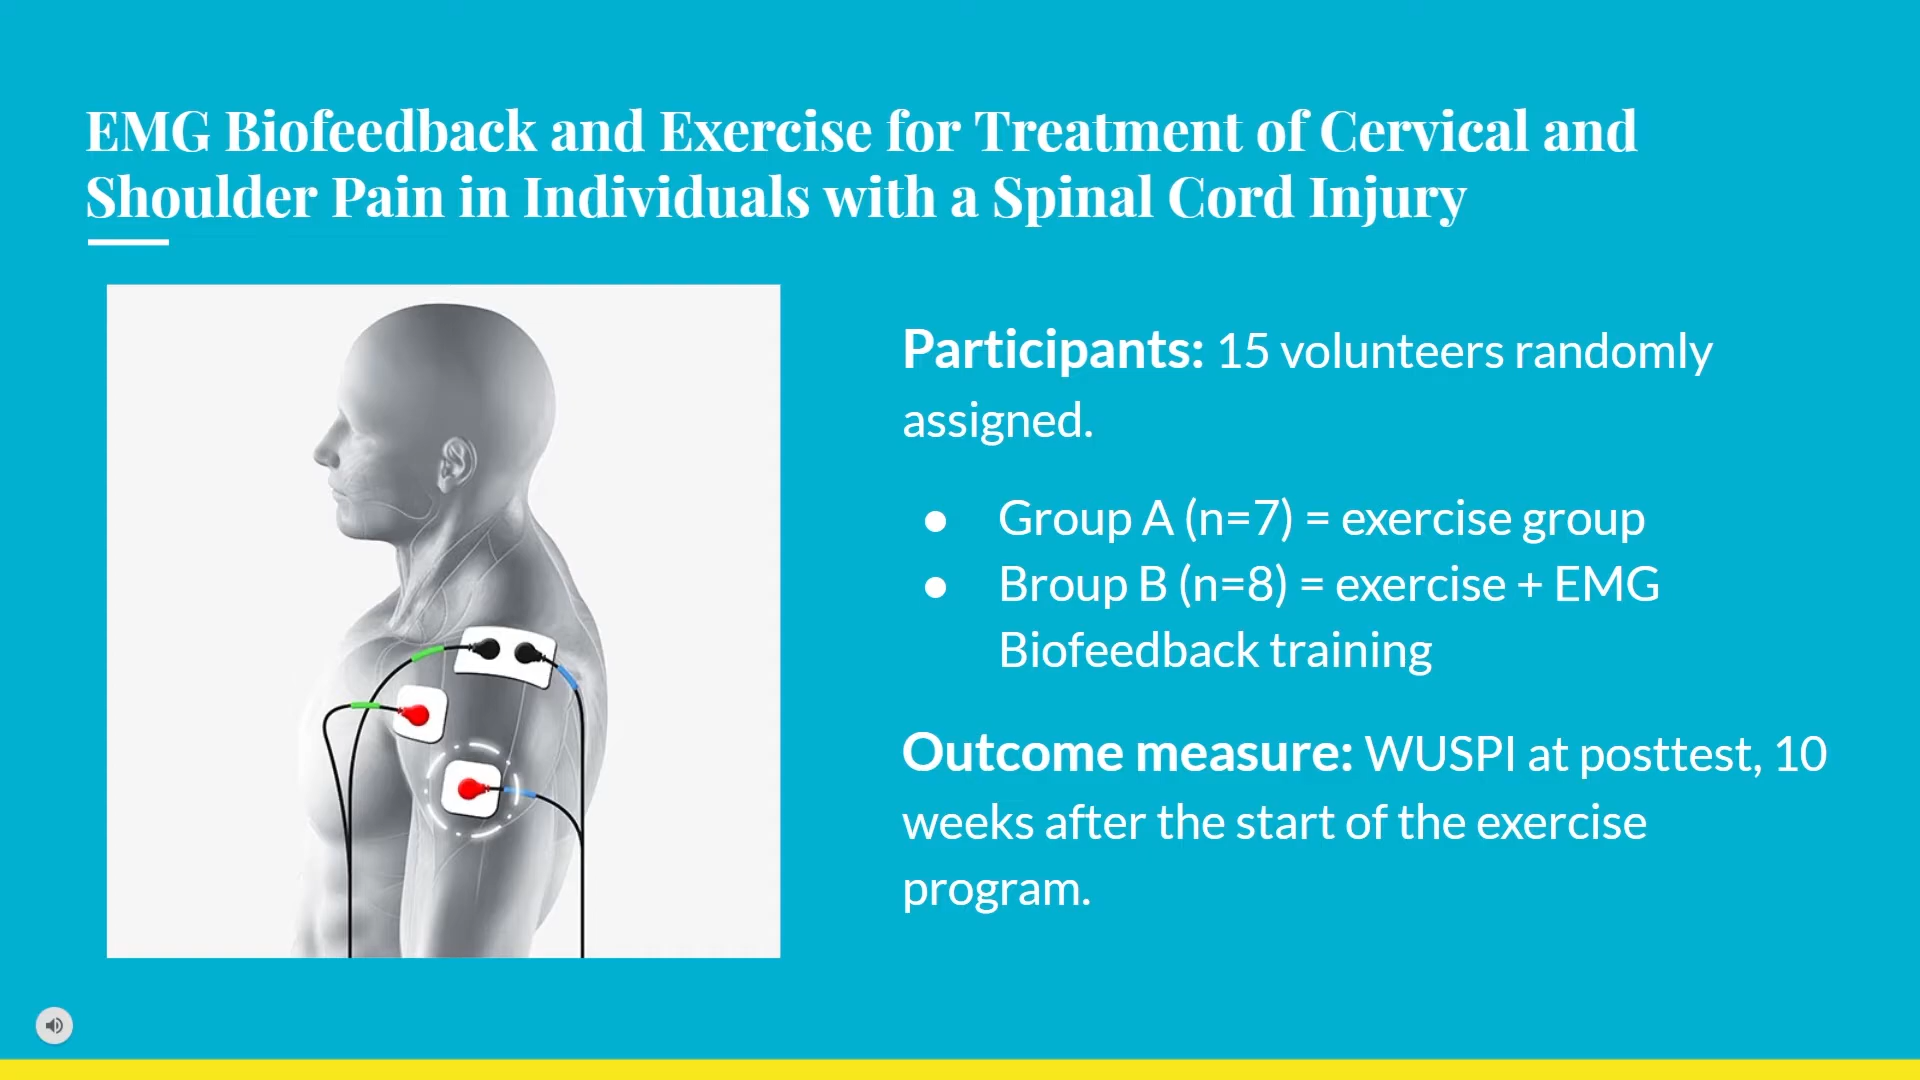 EMG Biofeedback and Exercise for Treatment of Cervical and
Shoulder Pain in Individuals with a Spinal Cord Injury
Participants: 15 volunteers randomly
assigned.
● Group A (n=7) = exercise group
● Broup B (n=8) = exercise + EMG
Biofeedback training
Outcome measure: WUSPI at posttest, 10
weeks after the start of the exercise
program.